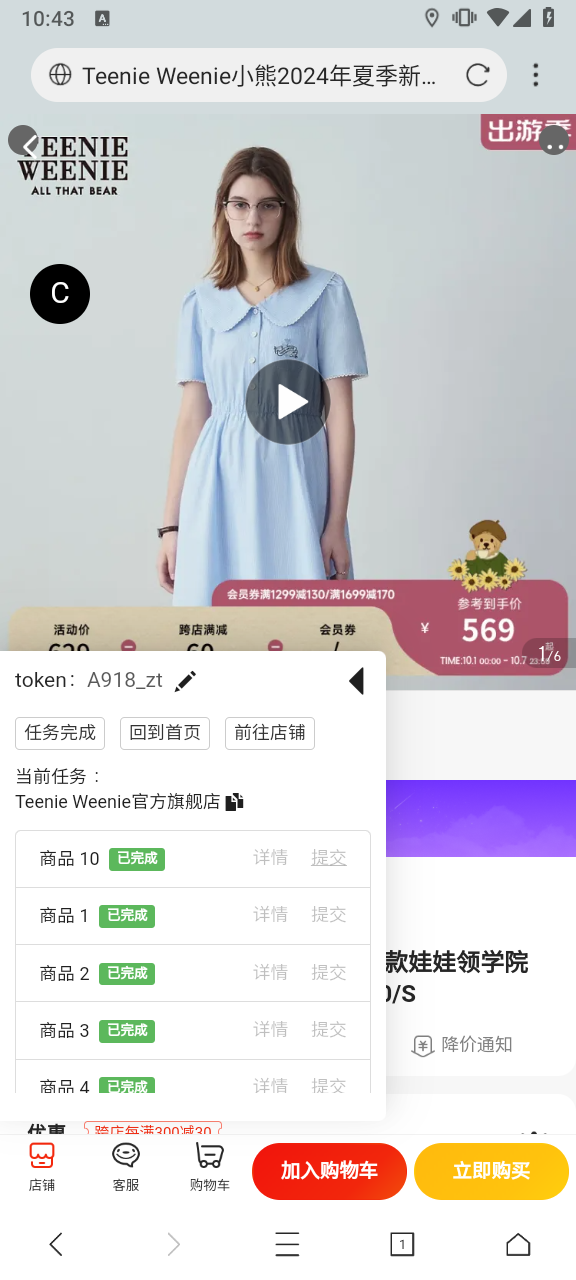 10:43
A
Teenie Weenie小熊2024年夏季新...
TEENIE
WEENIE
ALL THAT BEAR
出游季
C
会员券满1299减130/满1699减170
活动价
跨店满减
会员券
参考到手价
¥ 569
起
1/6
TIME:10.1 00:00 - 10.7 23:59
token： A918_zt
任务完成
回到首页
前往店铺
当前任务：
Teenie Weenie官方旗舰店
商品 10 已完成 详情 提交
商品 1 已完成 详情 提交
商品 2 已完成 详情 提交
商品 3 已完成 详情 提交
商品 4 已完成 详情 提交
款娃娃领学院
0/S
降价通知
优惠
跨店每满300减30
店铺
客服
购物车
加入购物车
立即购买
1